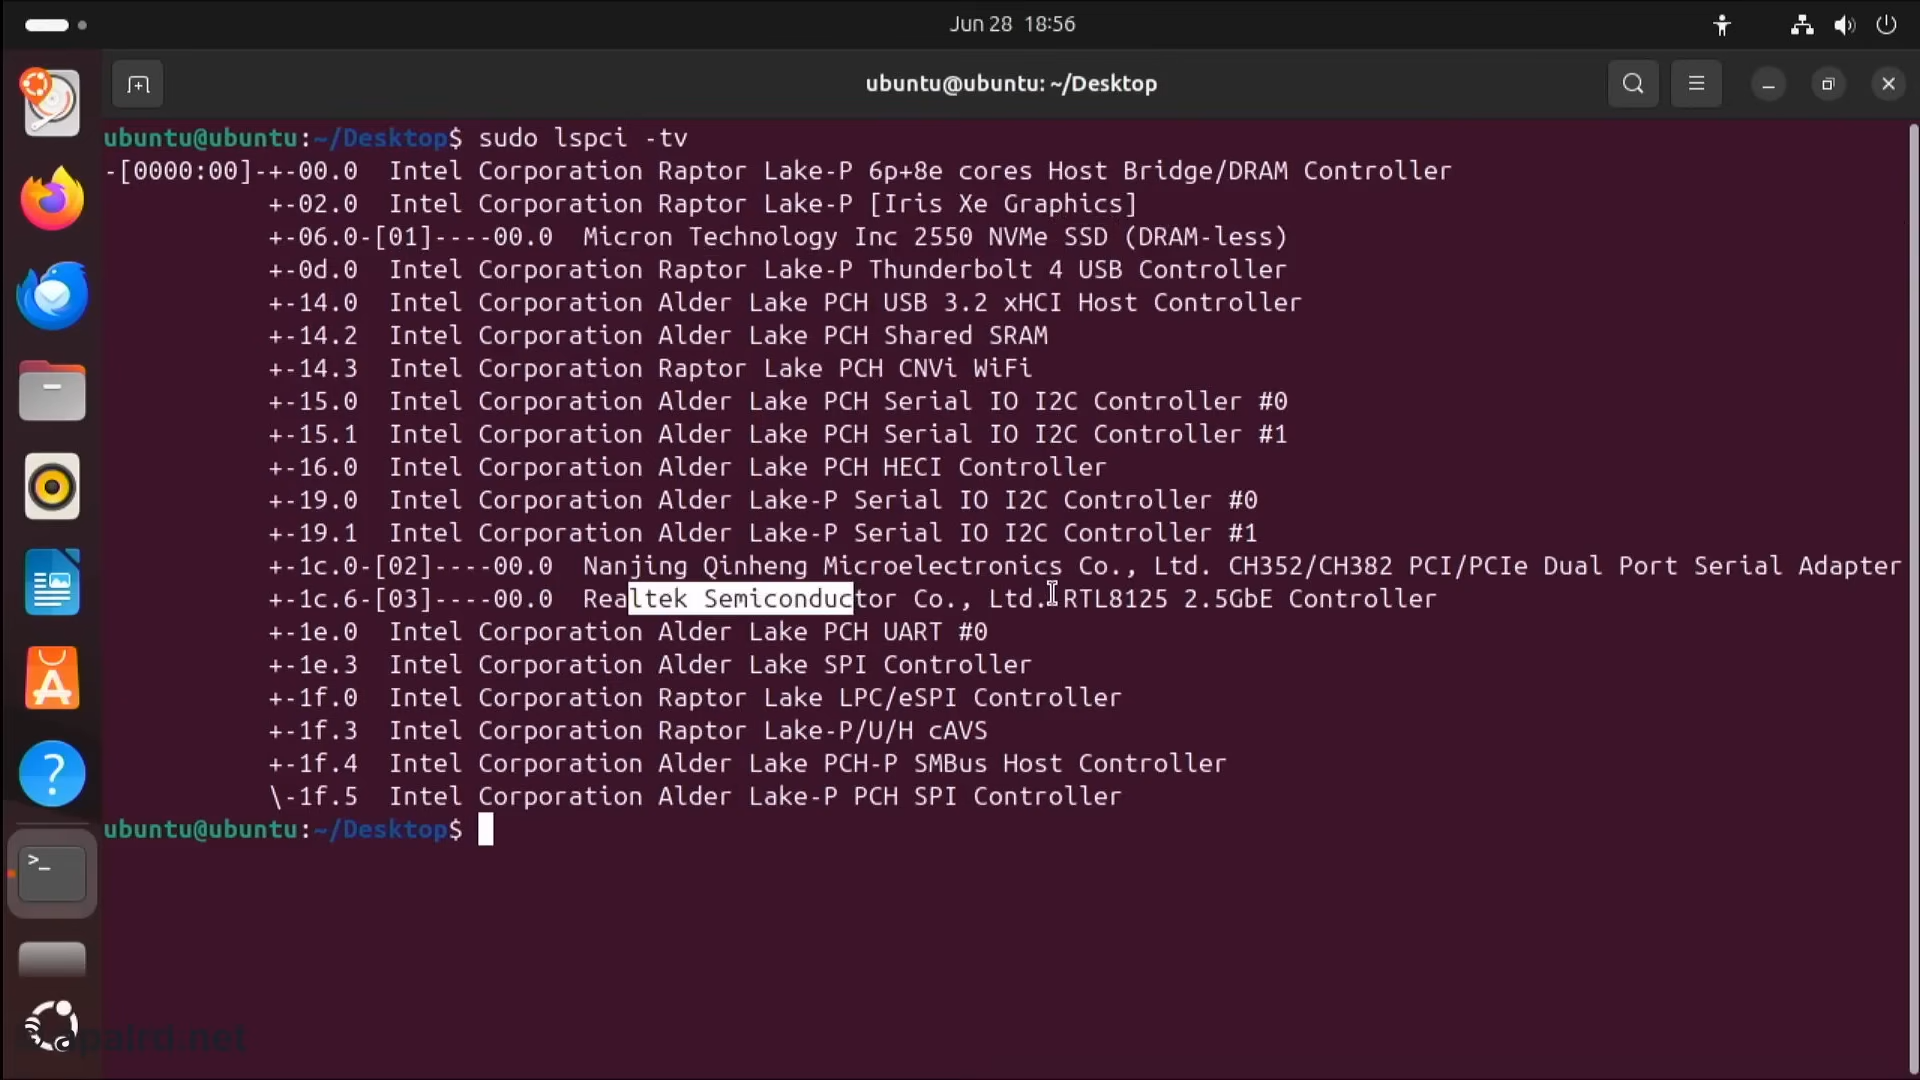 Jun 28 18:56
ubuntu@ubuntu: ~/Desktop
ubuntu@ubuntu:~/Desktop$ sudo lspci -tv
-[0000:00]-+-00.0  Intel Corporation Raptor Lake-P 6p+8e cores Host Bridge/DRAM Controller
           +-02.0  Intel Corporation Raptor Lake-P [Iris Xe Graphics]
           +-06.0-[01]----00.0  Micron Technology Inc 2550 NVMe SSD (DRAM-less)
           +-0d.0  Intel Corporation Raptor Lake-P Thunderbolt 4 USB Controller
           +-14.0  Intel Corporation Alder Lake PCH USB 3.2 xHCI Host Controller
           +-14.2  Intel Corporation Alder Lake PCH Shared SRAM
           +-14.3  Intel Corporation Raptor Lake PCH CNVi WiFi
           +-15.0  Intel Corporation Alder Lake PCH Serial IO I2C Controller #0
           +-15.1  Intel Corporation Alder Lake PCH Serial IO I2C Controller #1
           +-16.0  Intel Corporation Alder Lake PCH HECI Controller
           +-19.0  Intel Corporation Alder Lake-P Serial IO I2C Controller #0
           +-19.1  Intel Corporation Alder Lake-P Serial IO I2C Controller #1
           +-1c.0-[02]----00.0  Nanjing Qinheng Microelectronics Co., Ltd. CH352/CH382 PCI/PCIe Dual Port Serial Adapter
           +-1c.6-[03]----00.0  Realtek Semiconductor Co., Ltd. RTL8125 2.5GbE Controller
           +-1e.0  Intel Corporation Alder Lake PCH UART #0
           +-1e.3  Intel Corporation Alder Lake SPI Controller
           +-1f.0  Intel Corporation Raptor Lake LPC/eSPI Controller
           +-1f.3  Intel Corporation Raptor Lake-P/U/H cAVS
           +-1f.4  Intel Corporation Alder Lake PCH-P SMBus Host Controller
           \-1f.5  Intel Corporation Alder Lake-P PCH SPI Controller
ubuntu@ubuntu:~/Desktop$
apalrd.net